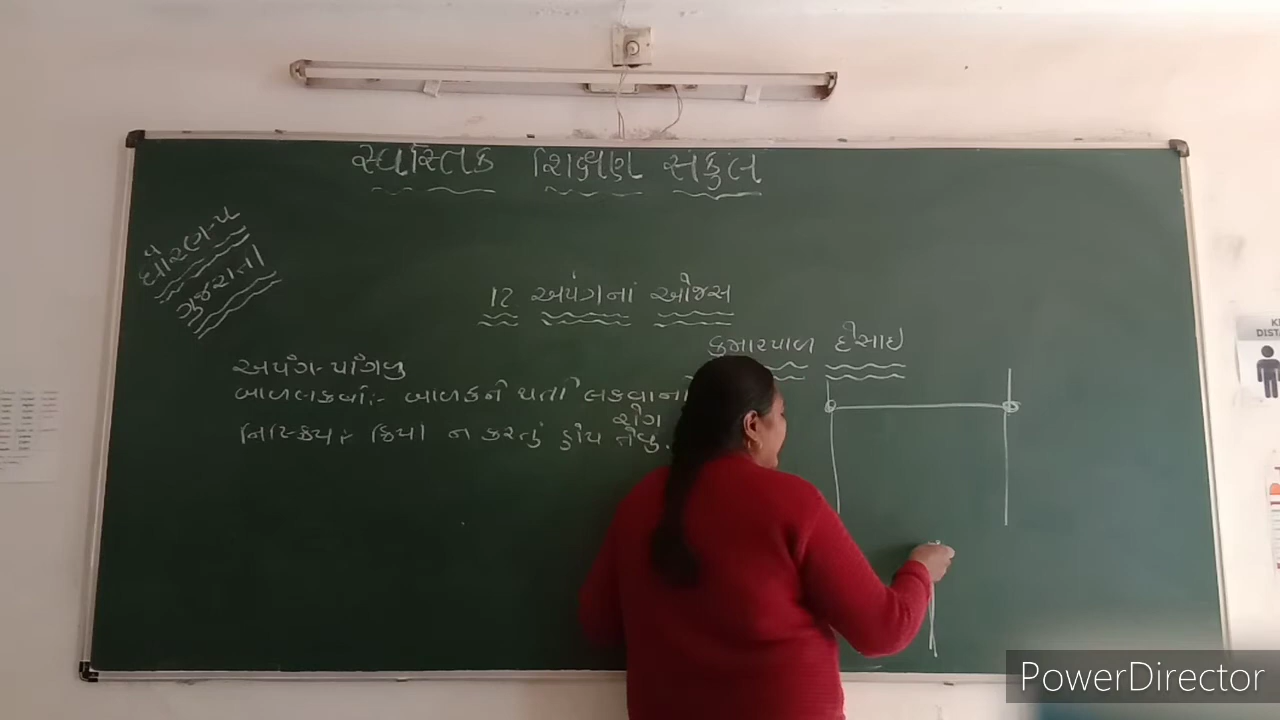 સ્વસ્તિક શિક્ષણ સંકુલ
ધોરણ-૫
ગુજરાતી
12 અપંગનાં ઓજસ
કુમારપાળ દેસાઇ
અપંગ-પાંગળુ
બાળલકવો:- બાળકને થતો લકવાનો
રોગ
નિષ્ક્રિય:- ક્રિયા ન કરતું હોય તેવુ.
PowerDirector